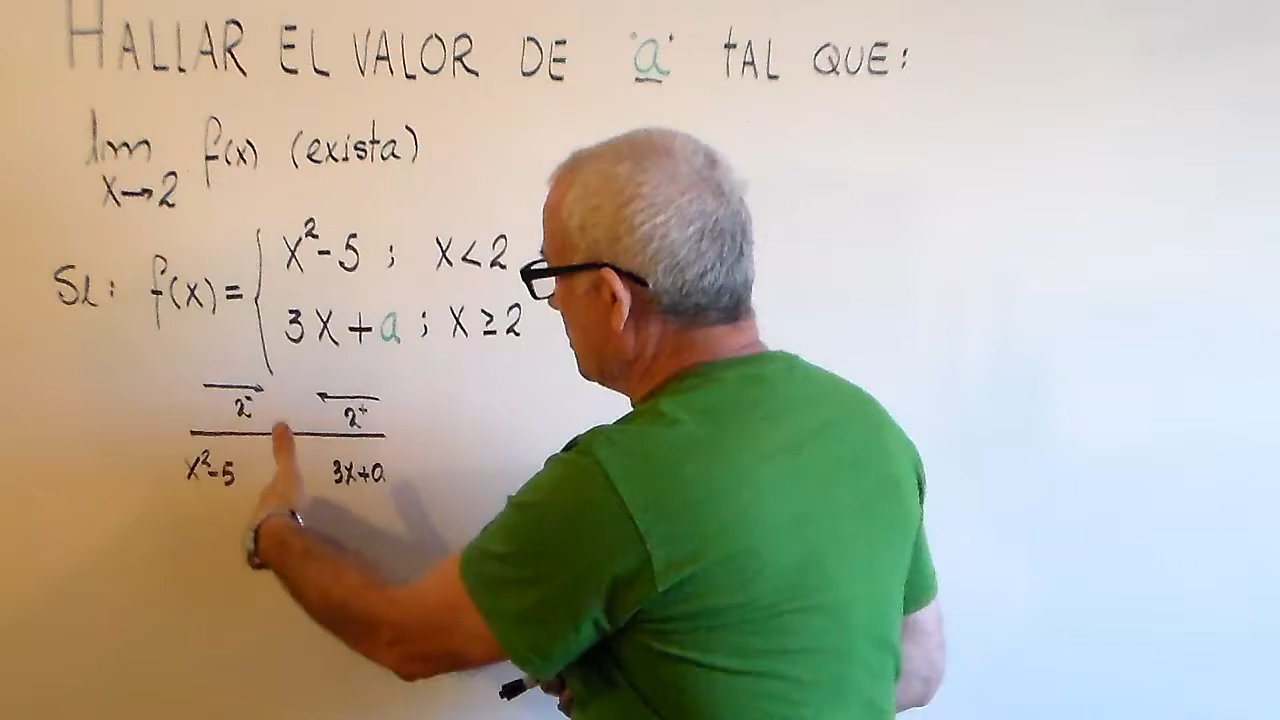 HALLAR EL VALOR DE "a" TAL QUE:
lím f(x) (exista)
x→2
Si: f(x) = { x²-5 ; x<2
3x+a ; x≥2
→ ←
2⁻ 2⁺
x²-5 3x+a